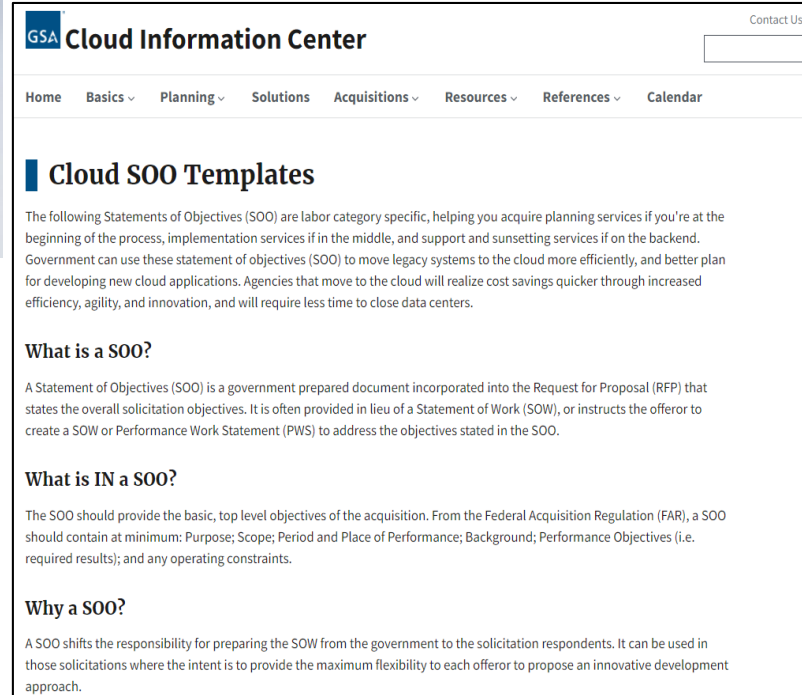 Contact Us
GSA Cloud Information Center
Home Basics Planning Solutions Acquisitions Resources References Calendar
Cloud SOO Templates
The following Statements of Objectives (SOO) are labor category specific, helping you acquire planning services if you're at the
beginning of the process, implementation services if in the middle, and support and sunsetting services if on the backend.
Government can use these statement of objectives (SOO) to move legacy systems to the cloud more efficiently, and better plan
for developing new cloud applications. Agencies that move to the cloud will realize cost savings quicker through increased
efficiency, agility, and innovation, and will require less time to close data centers.
What is a SOO?
A Statement of Objectives (SOO) is a government prepared document incorporated into the Request for Proposal (RFP) that
states the overall solicitation objectives. It is often provided in lieu of a Statement of Work (SOW), or instructs the offeror to
create a SOW or Performance Work Statement (PWS) to address the objectives stated in the SOO.
What is IN a SOO?
The SOO should provide the basic, top level objectives of the acquisition. From the Federal Acquisition Regulation (FAR), a SOO
should contain at minimum: Purpose; Scope; Period and Place of Performance; Background; Performance Objectives (i.e.
required results); and any operating constraints.
Why a SOO?
A SOO shifts the responsibility for preparing the SOW from the government to the solicitation respondents. It can be used in
those solicitations where the intent is to provide the maximum flexibility to each offeror to propose an innovative development
approach.